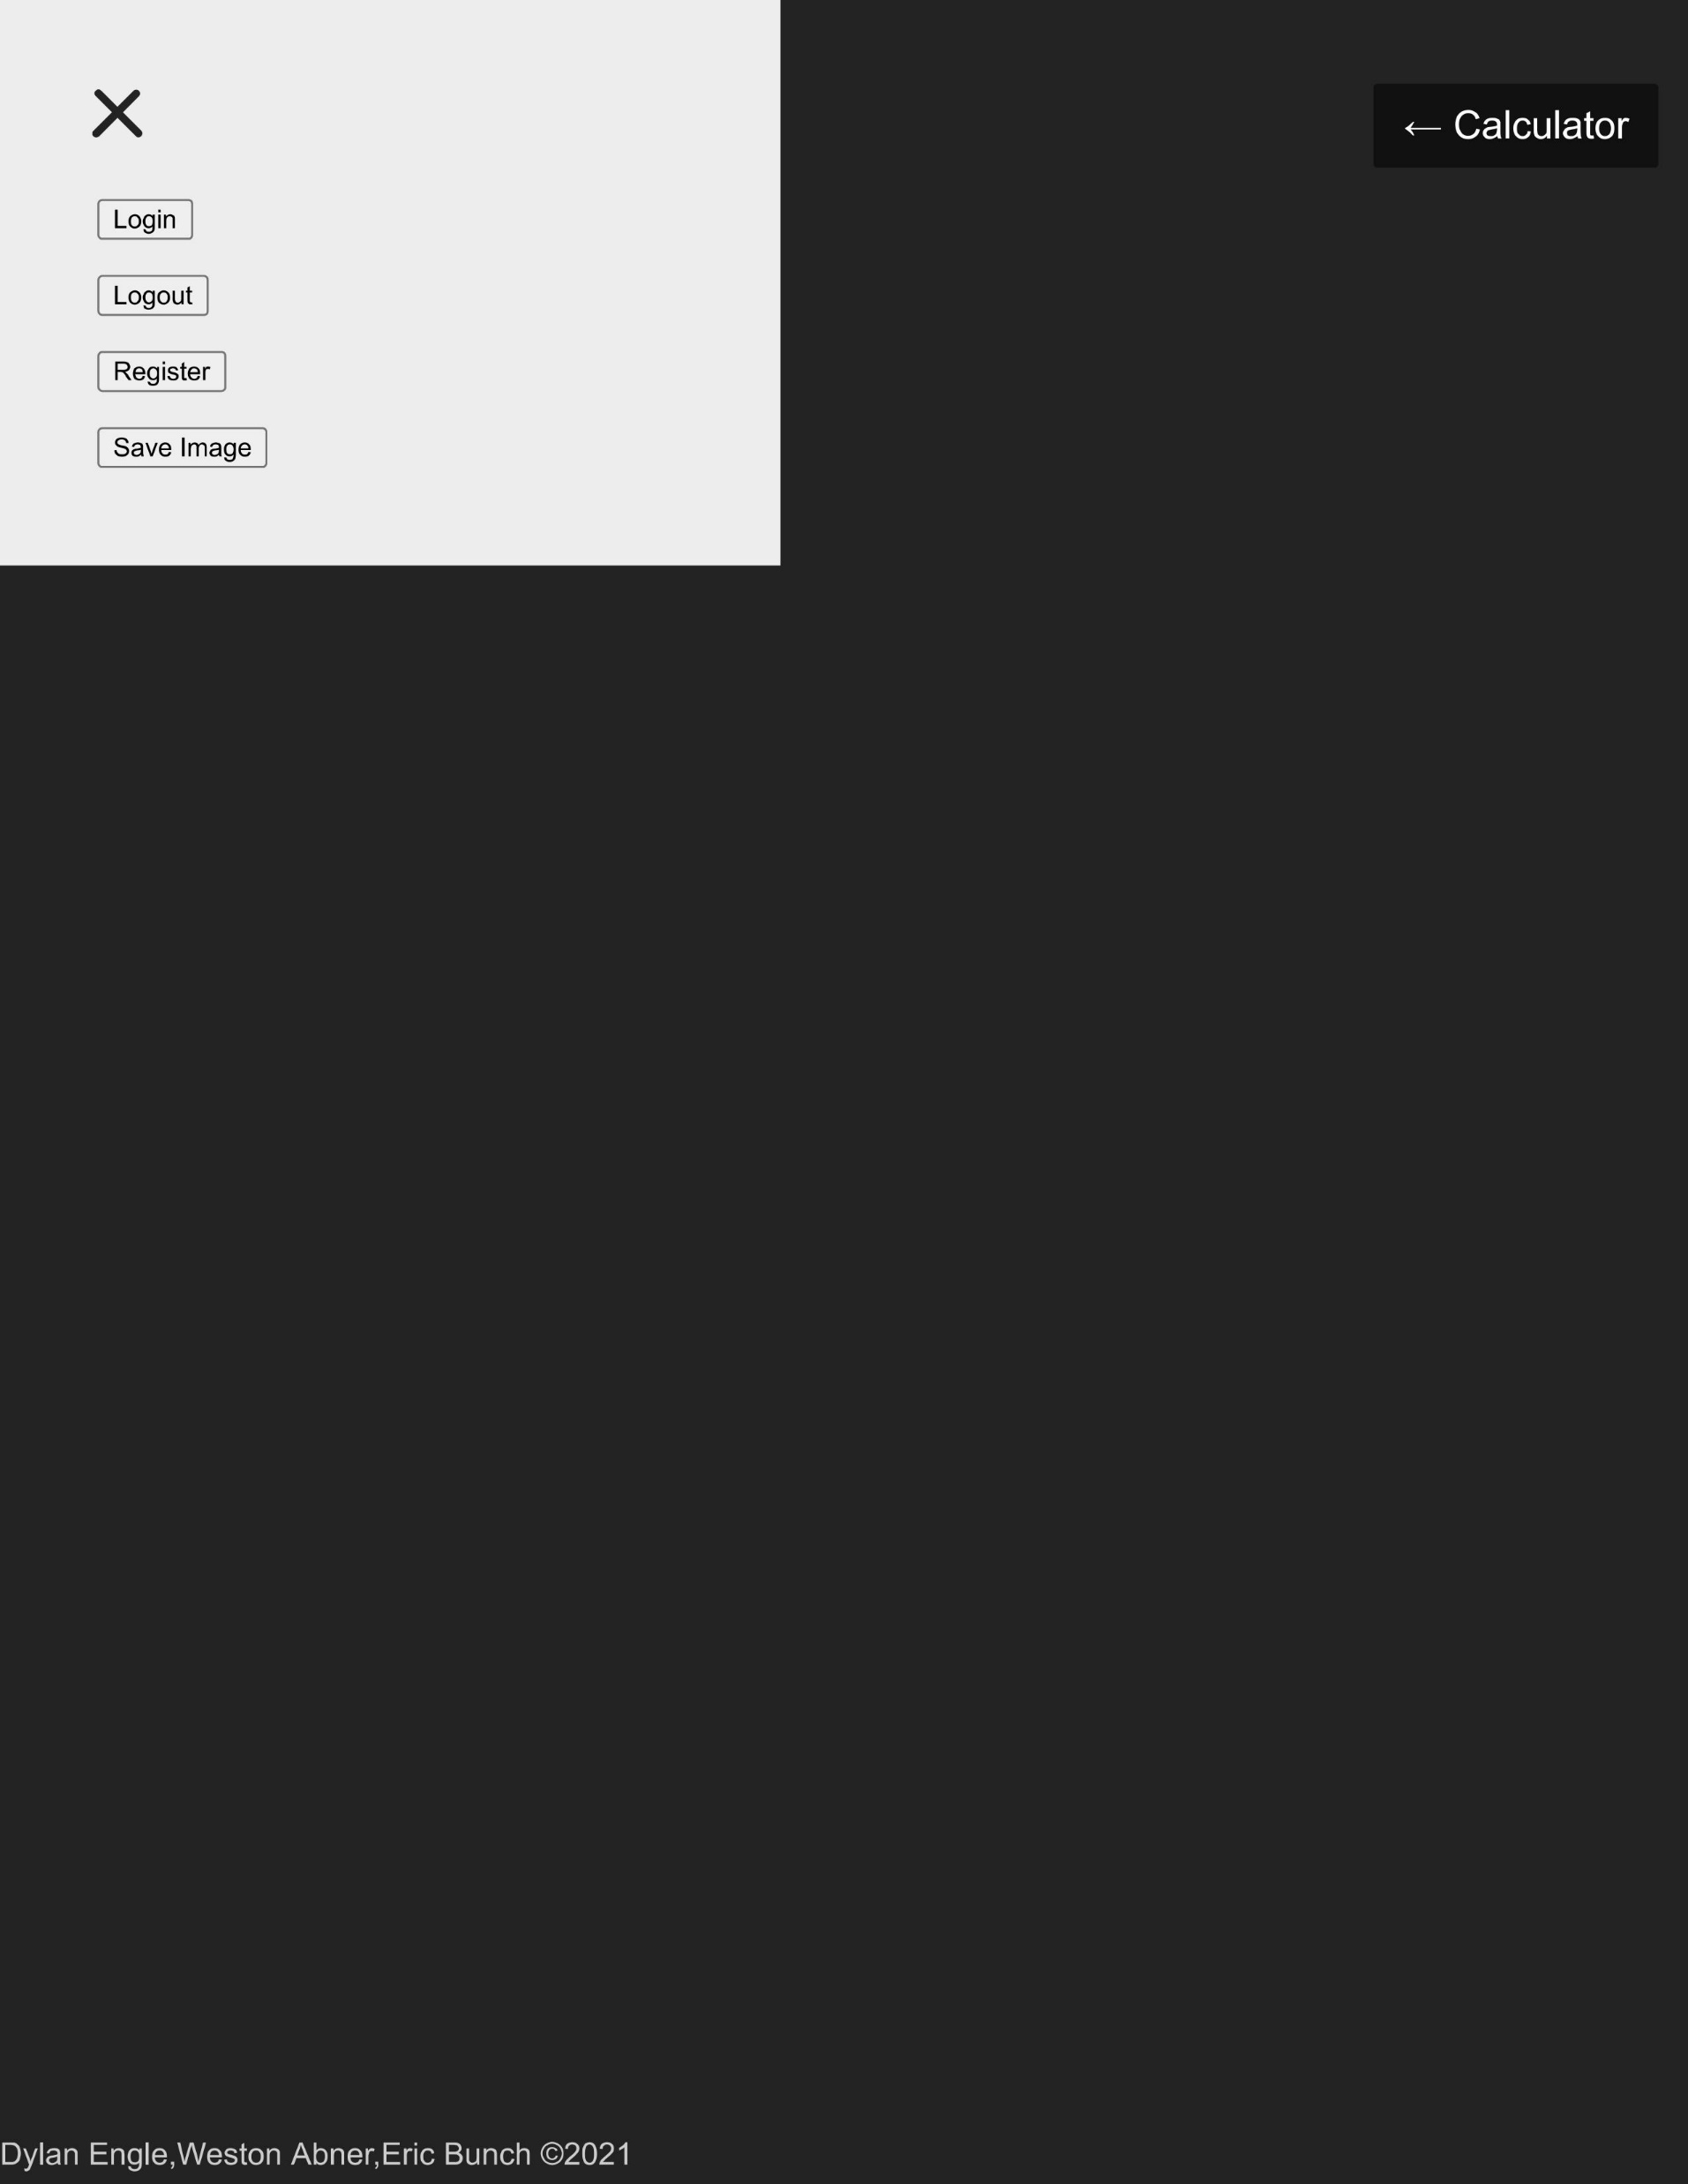 ← Calculator
Login
Logout
Register
Save Image
Dylan Engle,Weston Abner,Eric Bunch ©2021